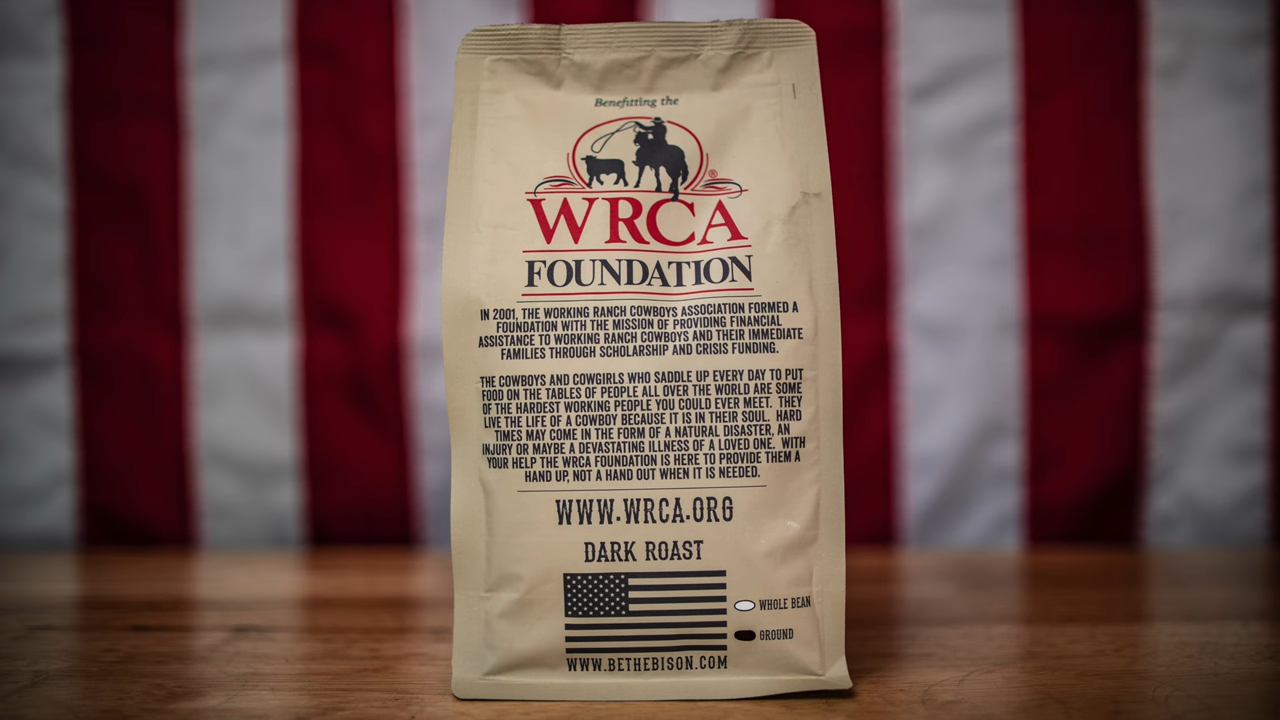 Benefitting the
®
WRCA
FOUNDATION
IN 2001, THE WORKING RANCH COWBOYS ASSOCIATION FORMED A
FOUNDATION WITH THE MISSION OF PROVIDING FINANCIAL
ASSISTANCE TO WORKING RANCH COWBOYS AND THEIR IMMEDIATE
FAMILIES THROUGH SCHOLARSHIP AND CRISIS FUNDING.
THE COWBOYS AND COWGIRLS WHO SADDLE UP EVERY DAY TO PUT
FOOD ON THE TABLES OF PEOPLE ALL OVER THE WORLD ARE SOME
OF THE HARDEST WORKING PEOPLE YOU COULD EVER MEET. THEY
LIVE THE LIFE OF A COWBOY BECAUSE IT IS IN THEIR SOUL. HARD
TIMES MAY COME IN THE FORM OF A NATURAL DISASTER, AN
INJURY OR MAYBE A DEVASTATING ILLNESS OF A LOVED ONE. WITH
YOUR HELP THE WRCA FOUNDATION IS HERE TO PROVIDE THEM A
HAND UP, NOT A HAND OUT WHEN IT IS NEEDED.
WWW.WRCA.ORG
DARK ROAST
WHOLE BEAN
GROUND
WWW.BETHEBISON.COM